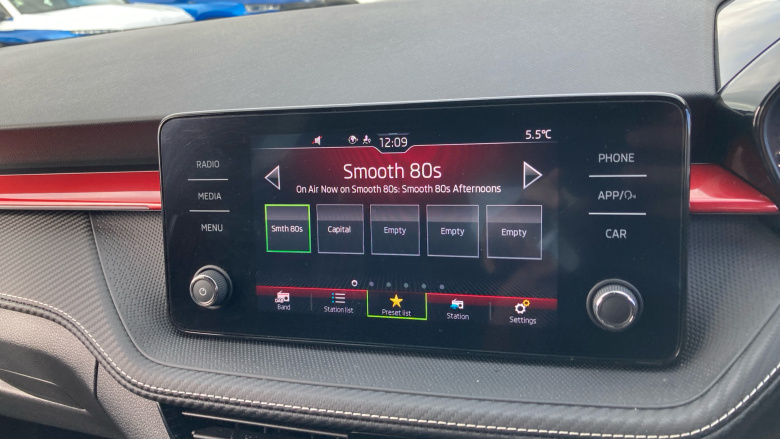 12:09
5.5°C
Smooth 80s
On Air Now on Smooth 80s: Smooth 80s Afternoons
Smth 80s Capital Empty Empty Empty
Band Station list Preset list Station Settings
RADIO
MEDIA
MENU
PHONE
APP/
CAR